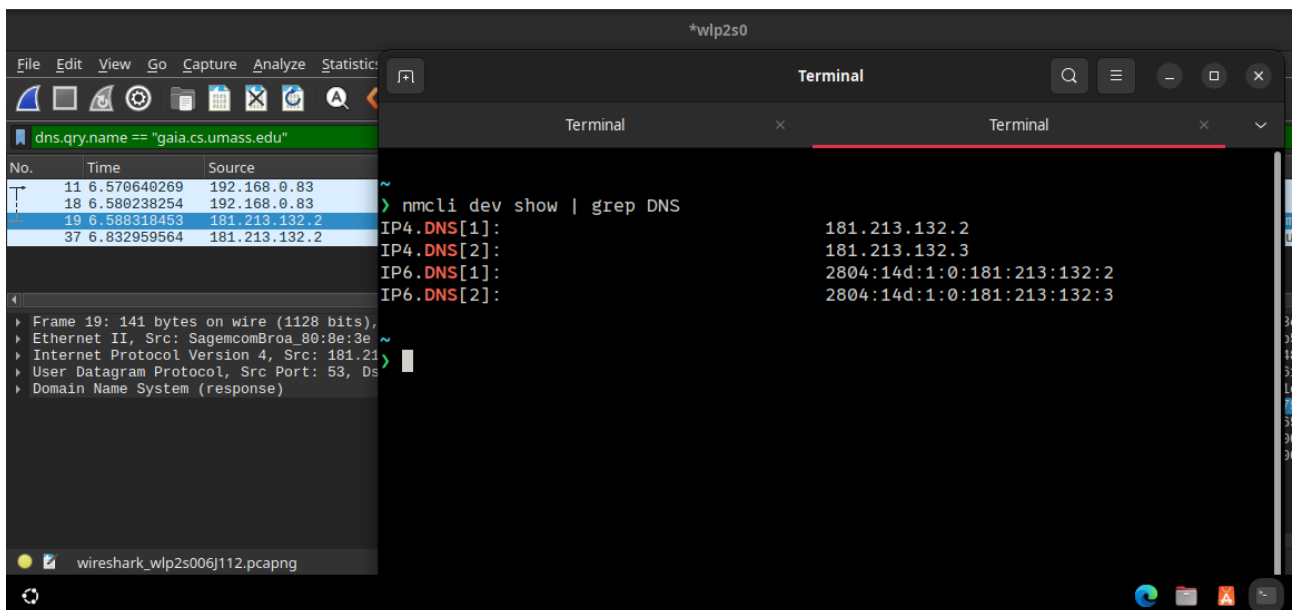 *wlp2s0
File Edit View Go Capture Analyze Statistics
Terminal
Terminal
Terminal
dns.qry.name == "gaia.cs.umass.edu"
No. Time Source
11 6.570640269 192.168.0.83
18 6.580238254 192.168.0.83
19 6.588318453 181.213.132.2
37 6.832959564 181.213.132.2
Frame 19: 141 bytes on wire (1128 bits),
Ethernet II, Src: SagemcomBroa_80:8e:3e
Internet Protocol Version 4, Src: 181.21
User Datagram Protocol, Src Port: 53, Ds
Domain Name System (response)
wireshark_wlp2s006J112.pcapng
~
❯ nmcli dev show | grep DNS
IP4.DNS[1]: 181.213.132.2
IP4.DNS[2]: 181.213.132.3
IP6.DNS[1]: 2804:14d:1:0:181:213:132:2
IP6.DNS[2]: 2804:14d:1:0:181:213:132:3
~
❯